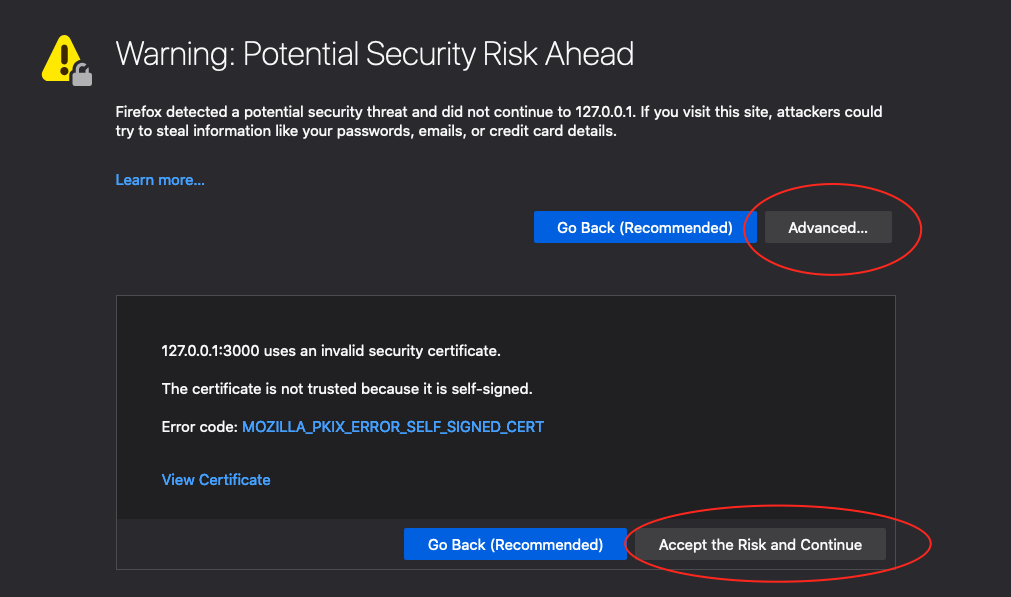 Warning: Potential Security Risk Ahead
Firefox detected a potential security threat and did not continue to 127.0.0.1. If you visit this site, attackers could
try to steal information like your passwords, emails, or credit card details.
Learn more...
Go Back (Recommended)
Advanced...
127.0.0.1:3000 uses an invalid security certificate.
The certificate is not trusted because it is self-signed.
Error code: MOZILLA_PKIX_ERROR_SELF_SIGNED_CERT
View Certificate
Go Back (Recommended)
Accept the Risk and Continue